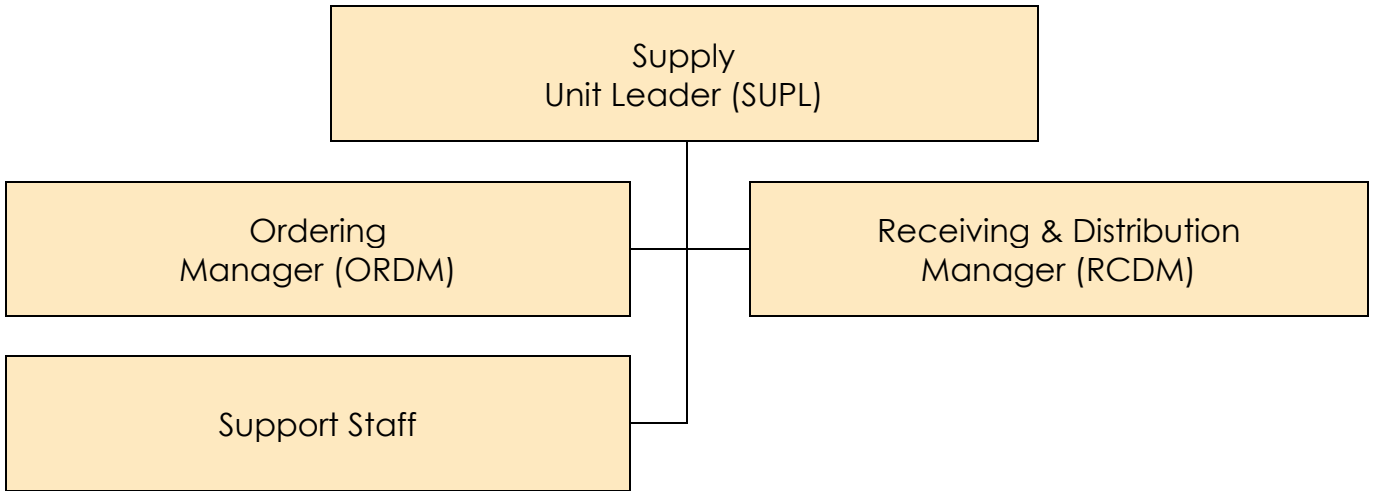 Supply
Unit Leader (SUPL)
Ordering
Manager (ORDM)
Receiving & Distribution
Manager (RCDM)
Support Staff